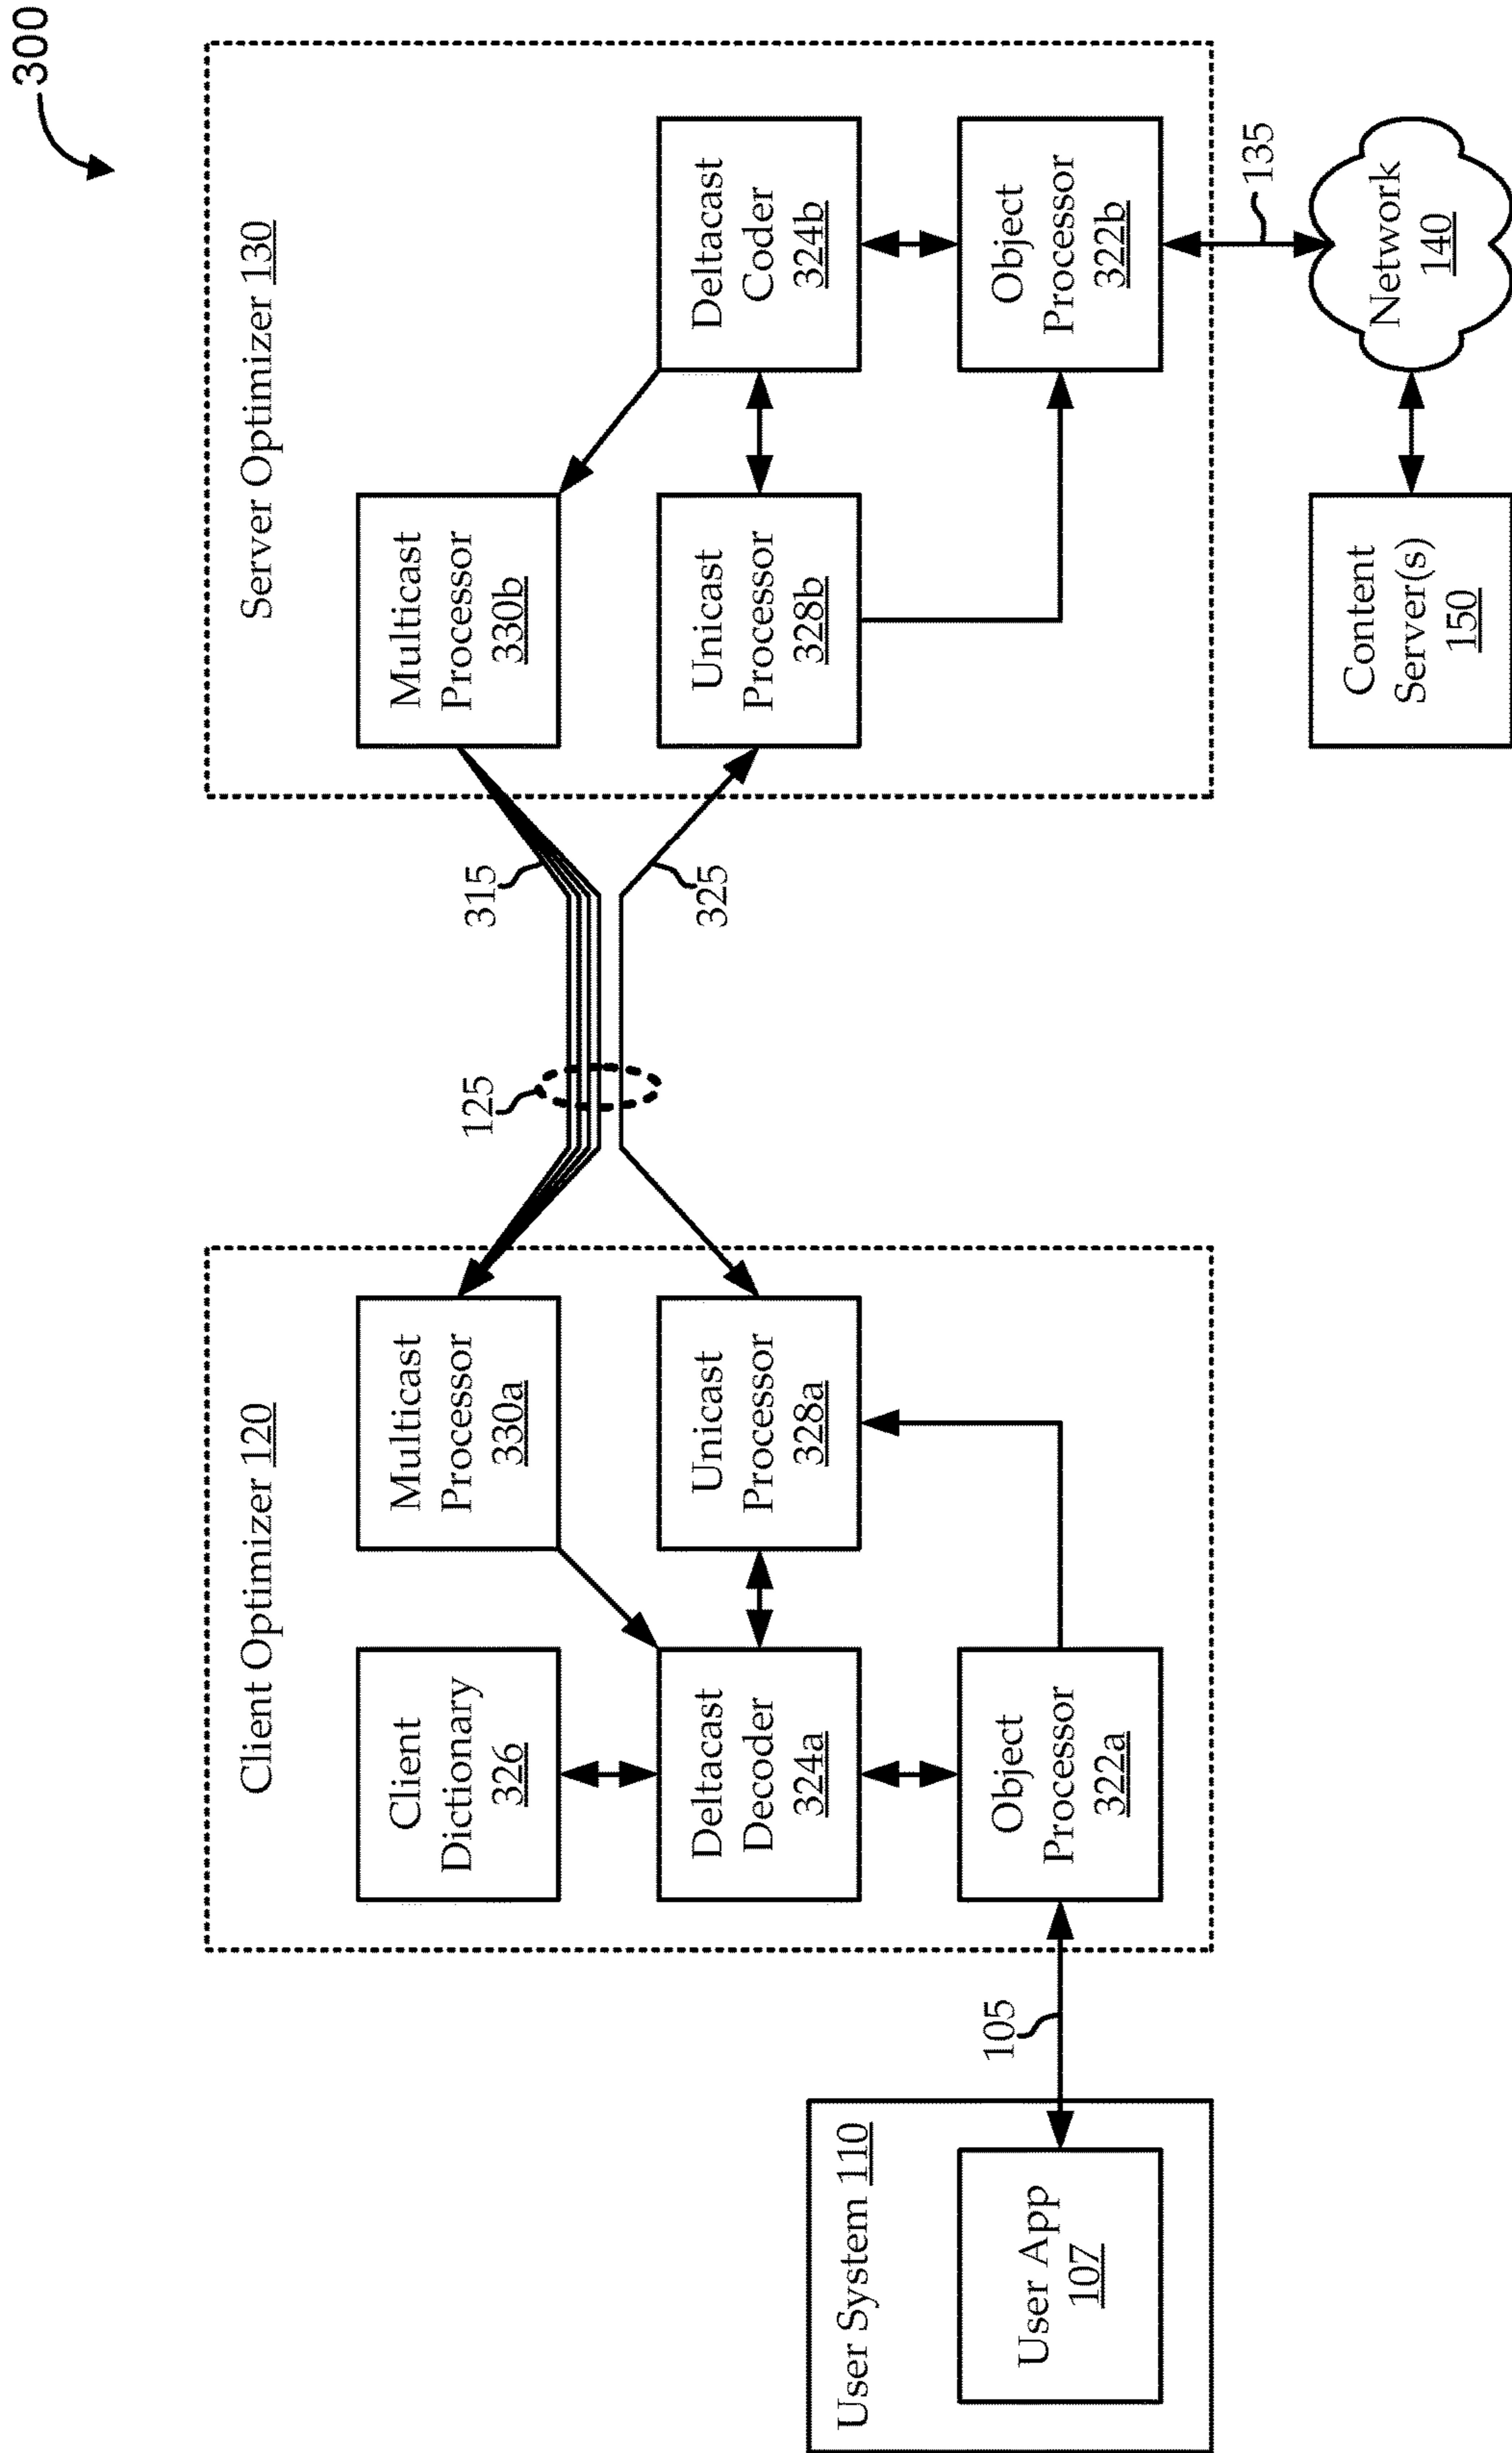 300
Client Optimizer 120
Server Optimizer 130
Client
Dictionary
326
Multicast
Processor
330a
Multicast
Processor
330b
125
315
Deltacast
Decoder
324a
Unicast
Processor
328a
325
Unicast
Processor
328b
Deltacast
Coder
324b
User System 110
User App
107
105
Object
Processor
322a
Object
Processor
322b
135
Content
Server(s)
150
Network
140